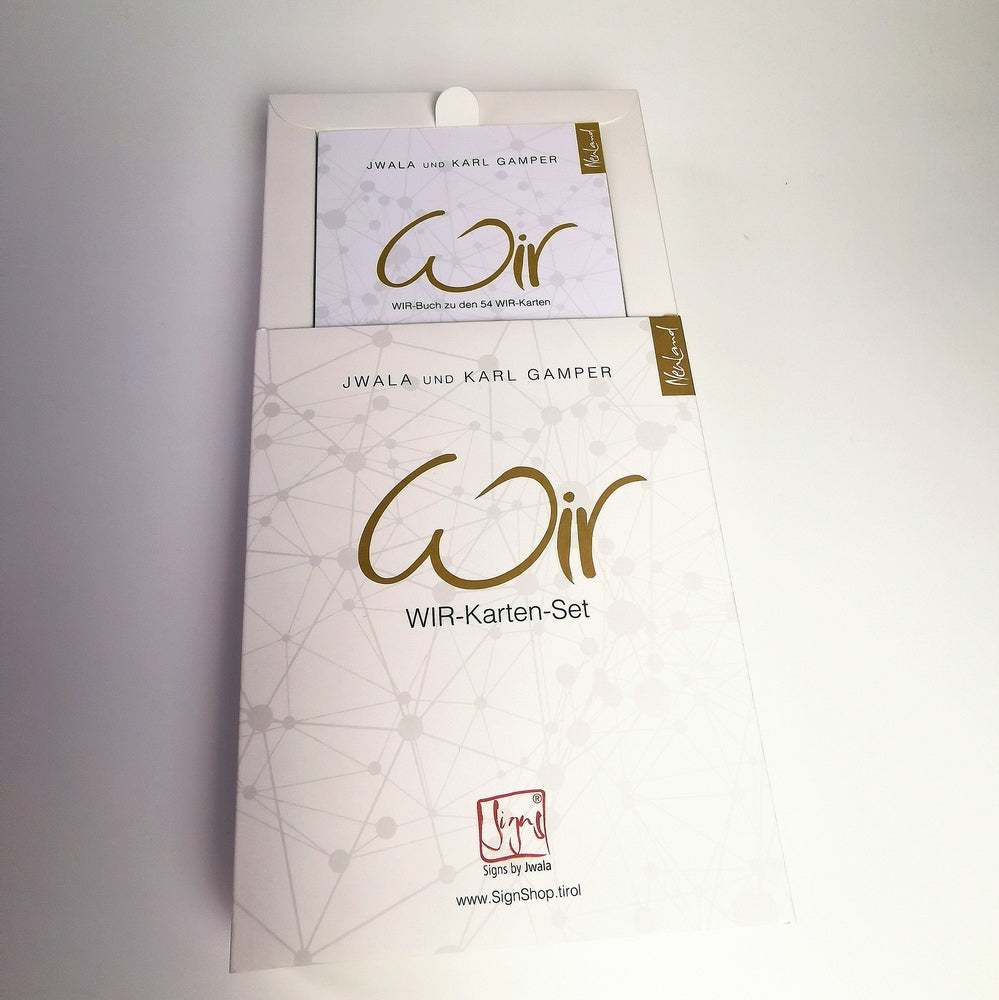 JWALA UND KARL GAMPER
NeuLand
Wir
WIR-Buch zu den 54 WIR-Karten
JWALA UND KARL GAMPER
NeuLand
Wir
WIR-Karten-Set
Signs®
Signs by Jwala
www.SignShop.tirol